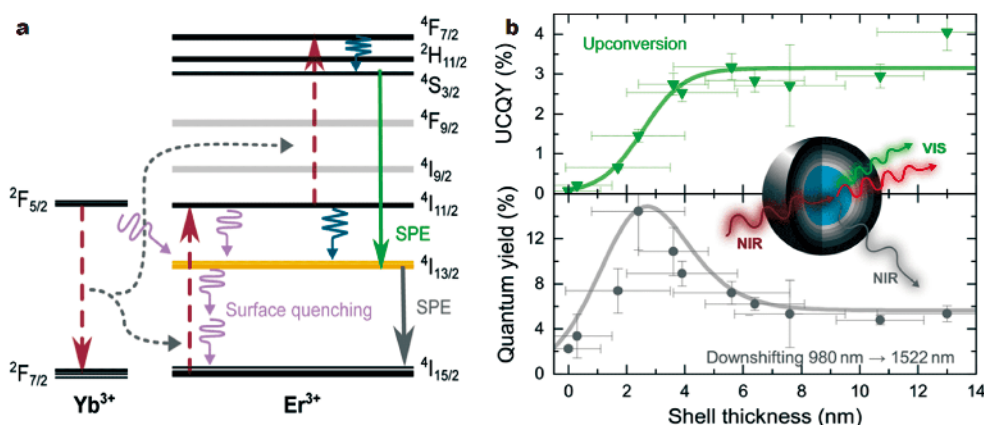 a
⁴F₇/₂
²H₁₁/₂
⁴S₃/₂
⁴F₉/₂
⁴I₉/₂
²F₅/₂
⁴I₁₁/₂
SPE
⁴I₁₃/₂
Surface quenching
SPE
²F₇/₂
⁴I₁₅/₂
Yb³⁺
Er³⁺
b
Upconversion
UCQY (%)
4
3
2
1
0
VIS
NIR
NIR
Quantum yield (%)
12
8
4
0
Downshifting 980 nm → 1522 nm
0 2 4 6 8 10 12 14
Shell thickness (nm)